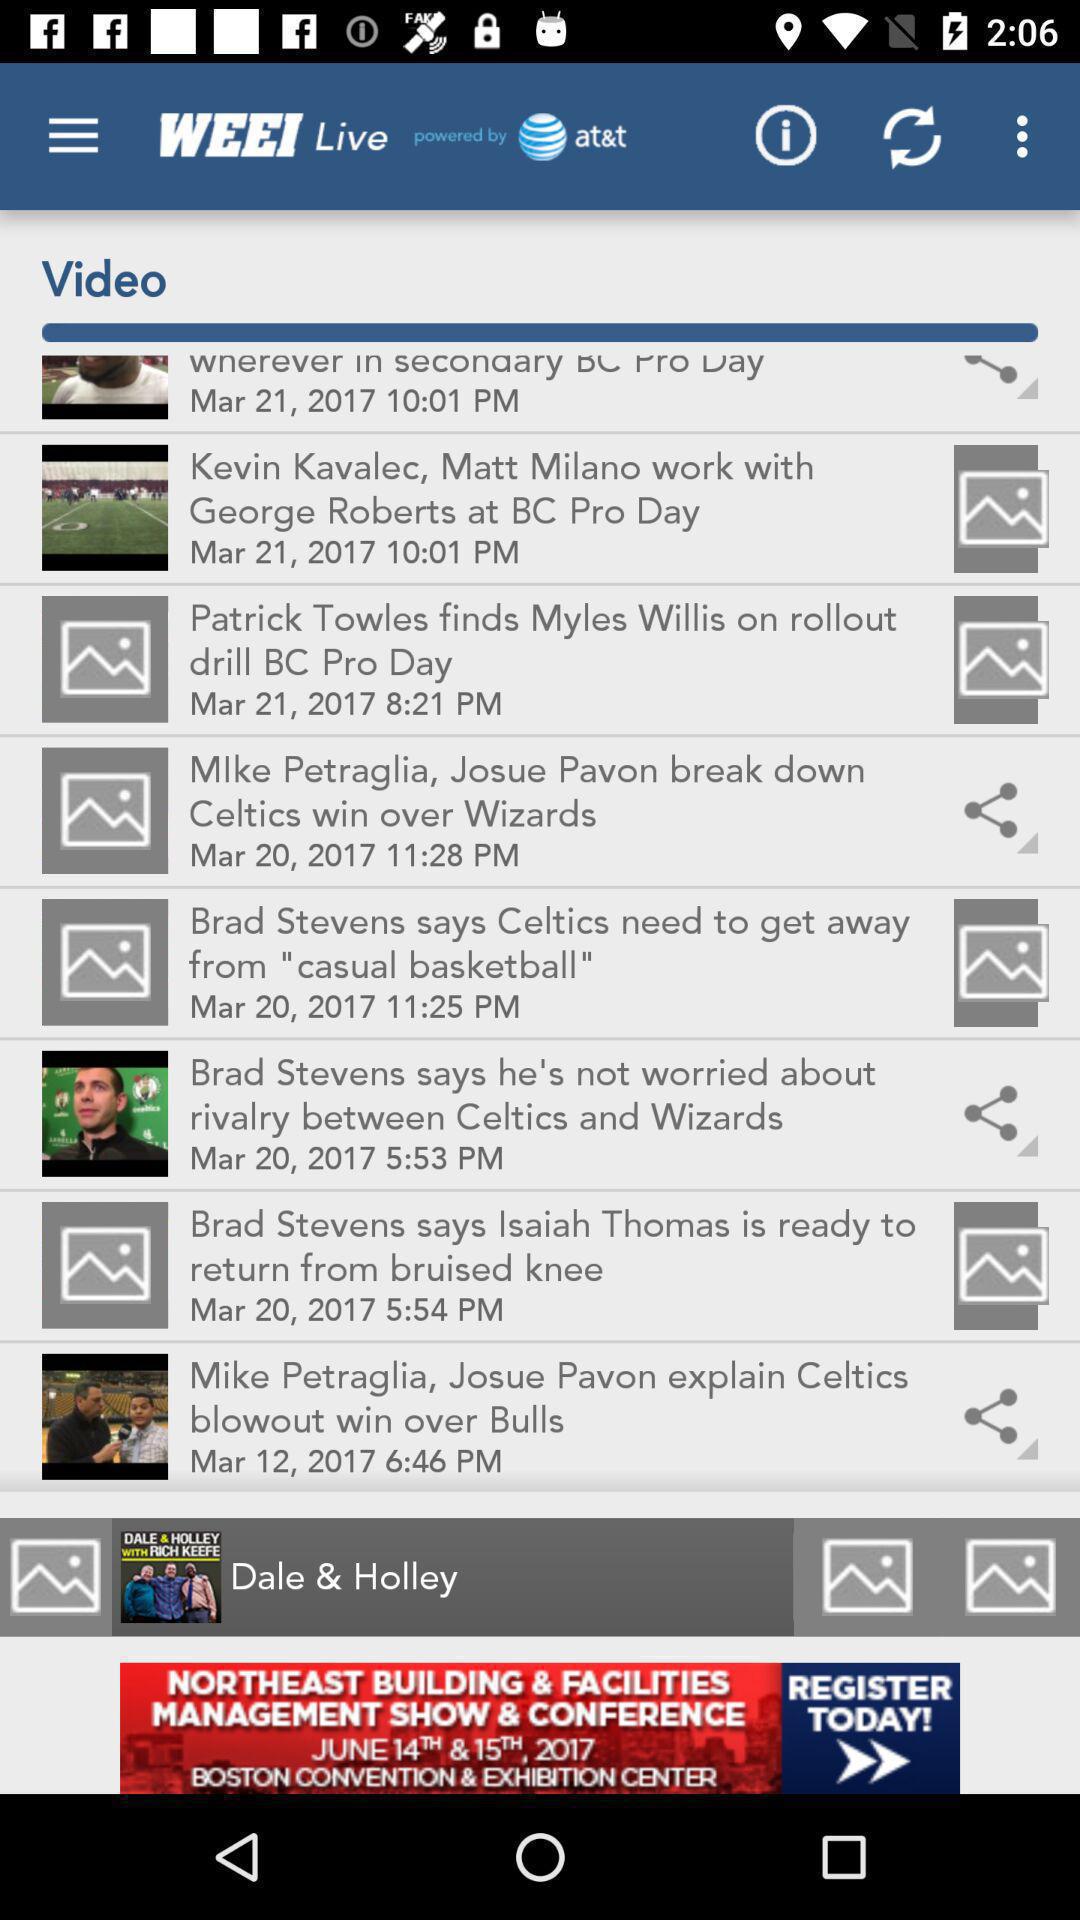 FAKE
2:06
WEEI Live powered by at&t
Video
wherever in secondary BC Pro Day
Mar 21, 2017 10:01 PM
Kevin Kavalec, Matt Milano work with
George Roberts at BC Pro Day
Mar 21, 2017 10:01 PM
Patrick Towles finds Myles Willis on rollout
drill BC Pro Day
Mar 21, 2017 8:21 PM
MIke Petraglia, Josue Pavon break down
Celtics win over Wizards
Mar 20, 2017 11:28 PM
Brad Stevens says Celtics need to get away
from "casual basketball"
Mar 20, 2017 11:25 PM
Brad Stevens says he's not worried about
rivalry between Celtics and Wizards
Mar 20, 2017 5:53 PM
Brad Stevens says Isaiah Thomas is ready to
return from bruised knee
Mar 20, 2017 5:54 PM
Mike Petraglia, Josue Pavon explain Celtics
blowout win over Bulls
Mar 12, 2017 6:46 PM
DALE & HOLLEY
WITH RICH KEEFE
Dale & Holley
NORTHEAST BUILDING & FACILITIES
MANAGEMENT SHOW & CONFERENCE
JUNE 14TH & 15TH, 2017
BOSTON CONVENTION & EXHIBITION CENTER
REGISTER
TODAY!